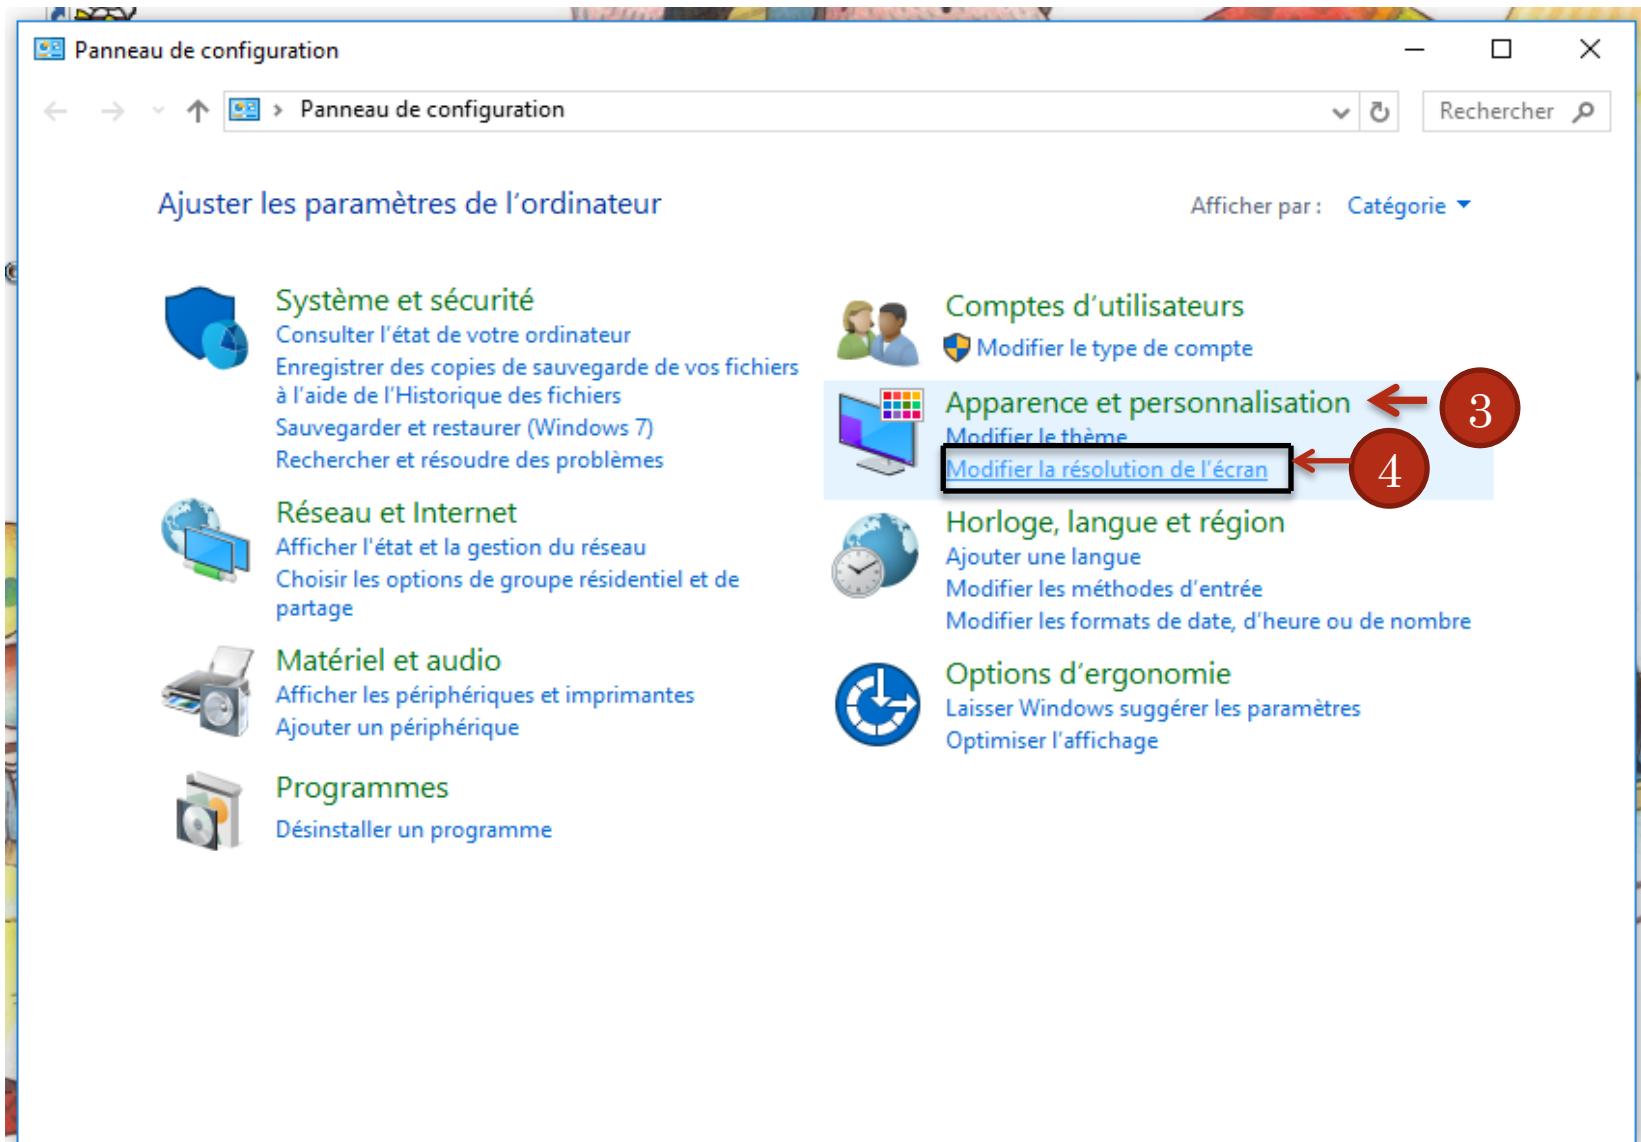 Panneau de configuration
Panneau de configuration
Rechercher
Ajuster les paramètres de l'ordinateur
Afficher par : Catégorie
Système et sécurité
Consulter l'état de votre ordinateur
Enregistrer des copies de sauvegarde de vos fichiers
à l'aide de l'Historique des fichiers
Sauvegarder et restaurer (Windows 7)
Rechercher et résoudre des problèmes
Réseau et Internet
Afficher l'état et la gestion du réseau
Choisir les options de groupe résidentiel et de
partage
Matériel et audio
Afficher les périphériques et imprimantes
Ajouter un périphérique
Programmes
Désinstaller un programme
Comptes d'utilisateurs
Modifier le type de compte
Apparence et personnalisation
3
Modifier le thème
Modifier la résolution de l'écran
4
Horloge, langue et région
Ajouter une langue
Modifier les méthodes d'entrée
Modifier les formats de date, d'heure ou de nombre
Options d'ergonomie
Laisser Windows suggérer les paramètres
Optimiser l'affichage